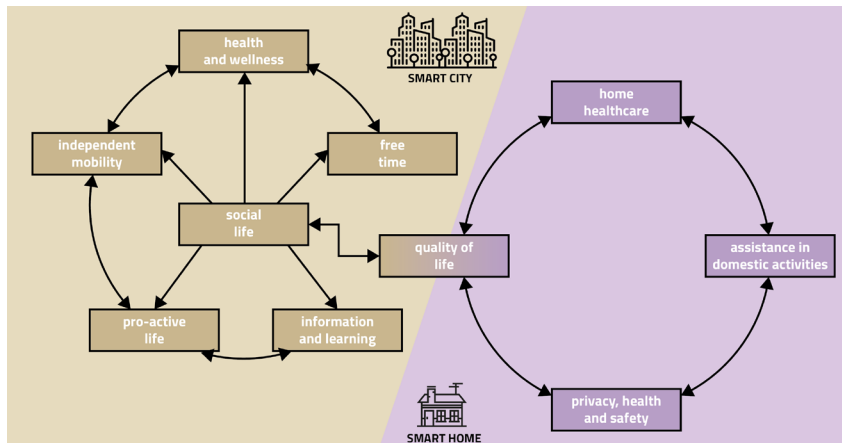 health
and wellness
SMART CITY
home
healthcare
independent
mobility
free
time
social
life
quality of
life
assistance in
domestic activities
pro-active
life
information
and learning
privacy, health
and safety
SMART HOME